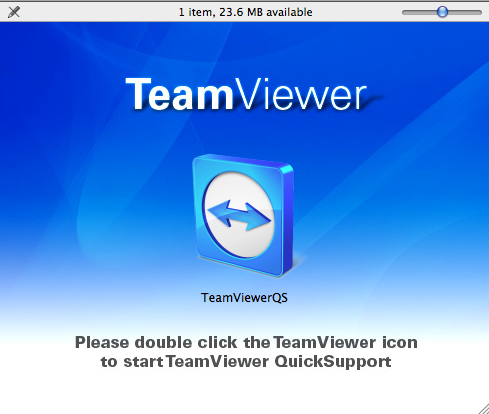 1 item, 23.6 MB available
TeamViewer
TeamViewerQS
Please double click the TeamViewer icon
to start TeamViewer QuickSupport